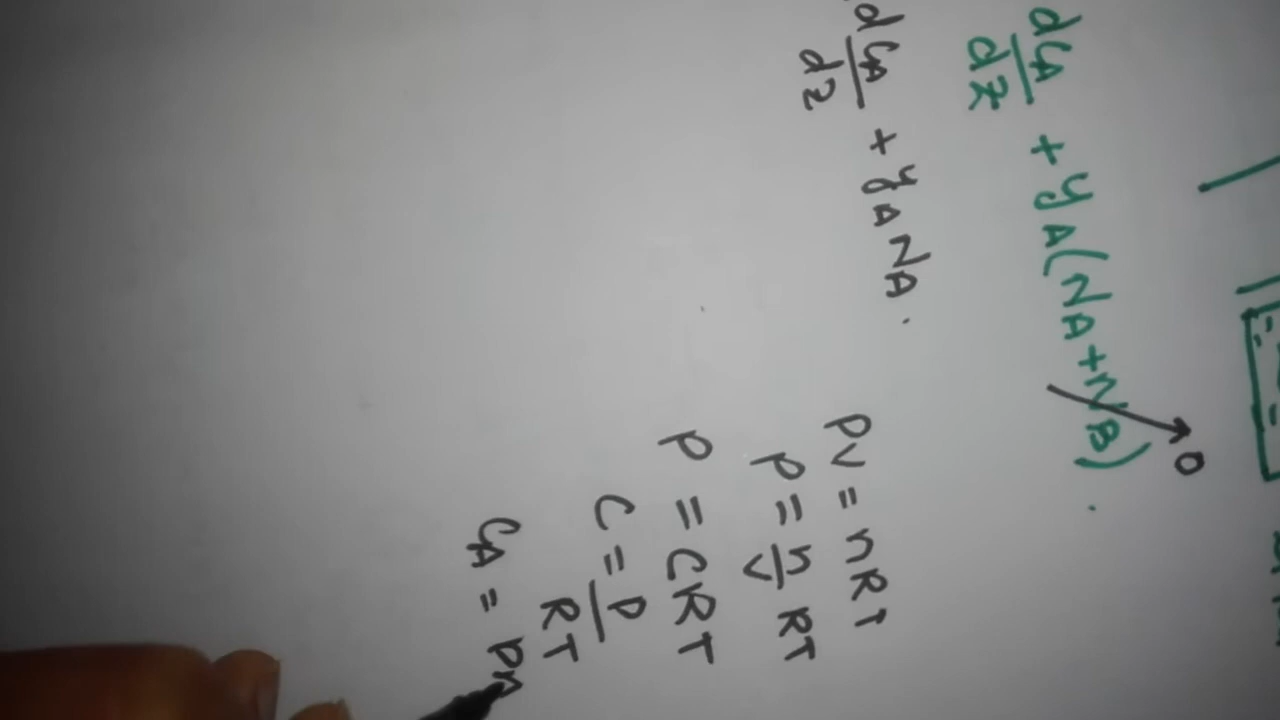 dCA/dz + yA(NA+NB). 0
dCA/dz + yANA.
PV = nRT
P = n/V RT
P = CRT
C = P/RT
CA = PA